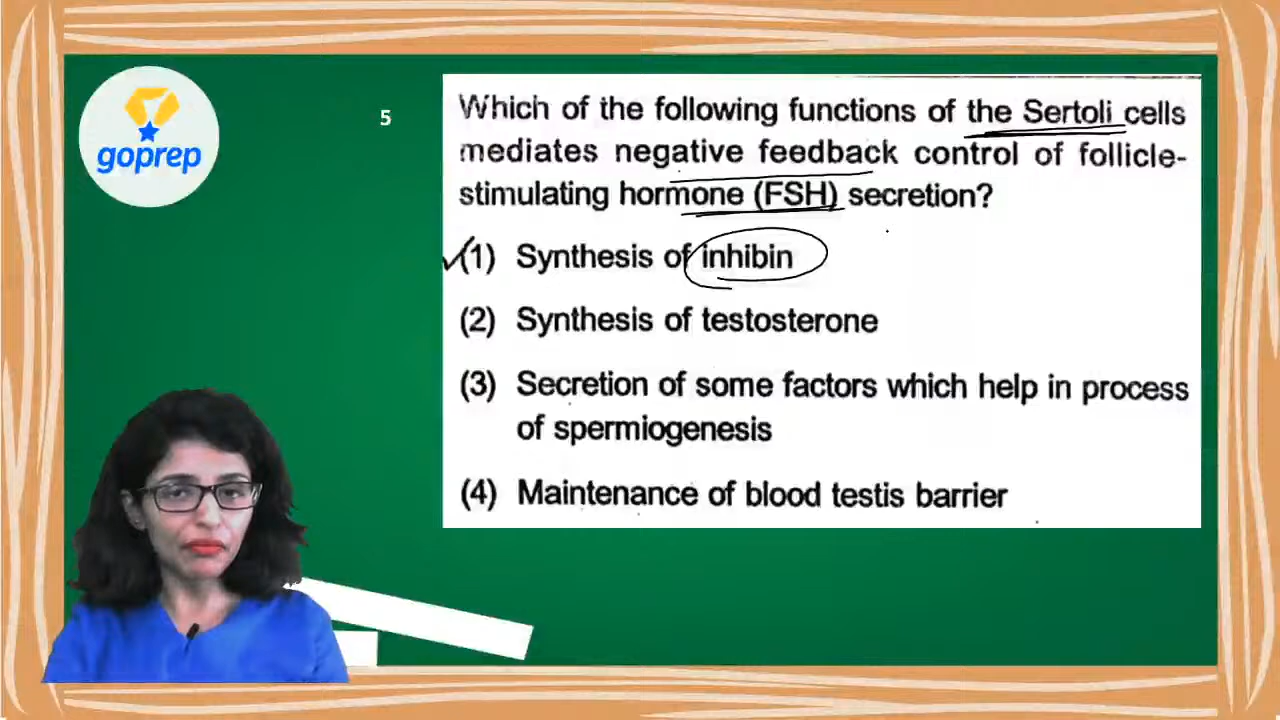 goprep
5
Which of the following functions of the Sertoli cells
mediates negative feedback control of follicle-
stimulating hormone (FSH) secretion?
(1) Synthesis of inhibin
(2) Synthesis of testosterone
(3) Secretion of some factors which help in process
of spermiogenesis
(4) Maintenance of blood testis barrier